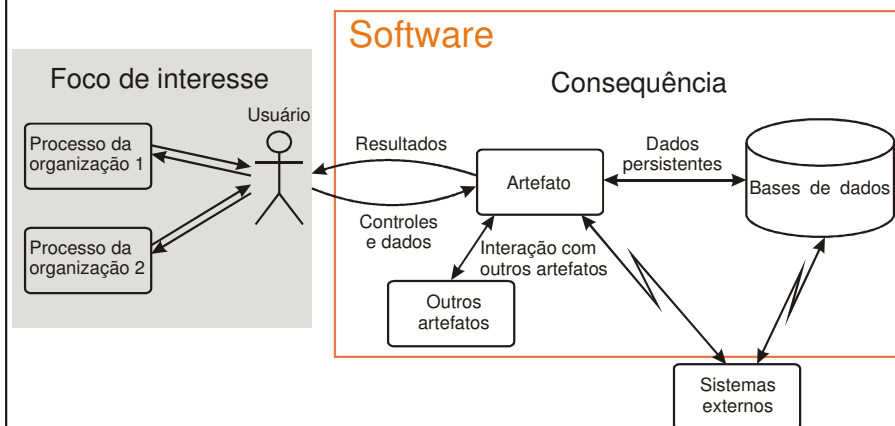 Software
Foco de interesse
Consequência
Usuário
Processo da
organização 1
Resultados
Dados
persistentes
Artefato
Bases de dados
Controles
e dados
Processo da
organização 2
Interação com
outros artefatos
Outros
artefatos
Sistemas
externos